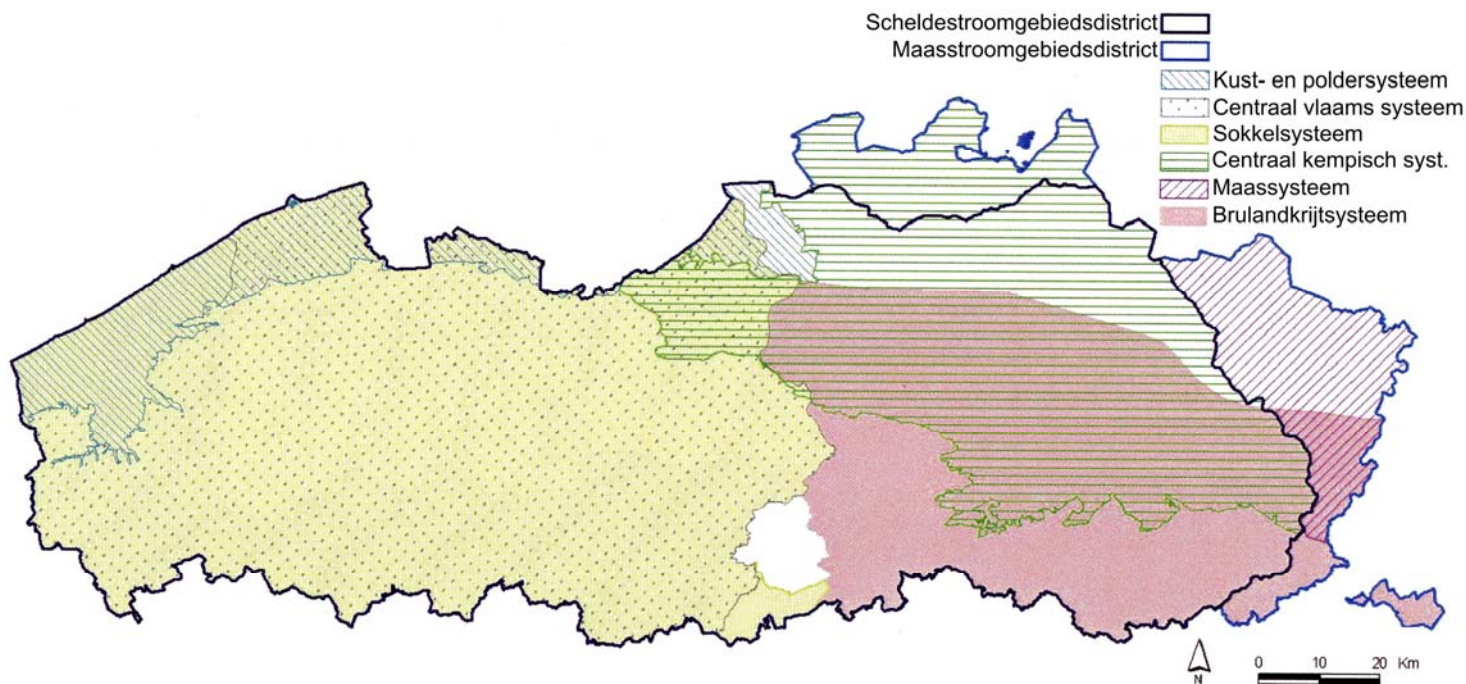 Scheldestroomgebiedsdistrict
Maasstroomgebiedsdistrict
Kust- en poldersysteem
Centraal vlaams systeem
Sokkelsysteem
Centraal kempisch syst.
Maassysteem
Brulandkrijtsysteem
N
0 10 20 Km